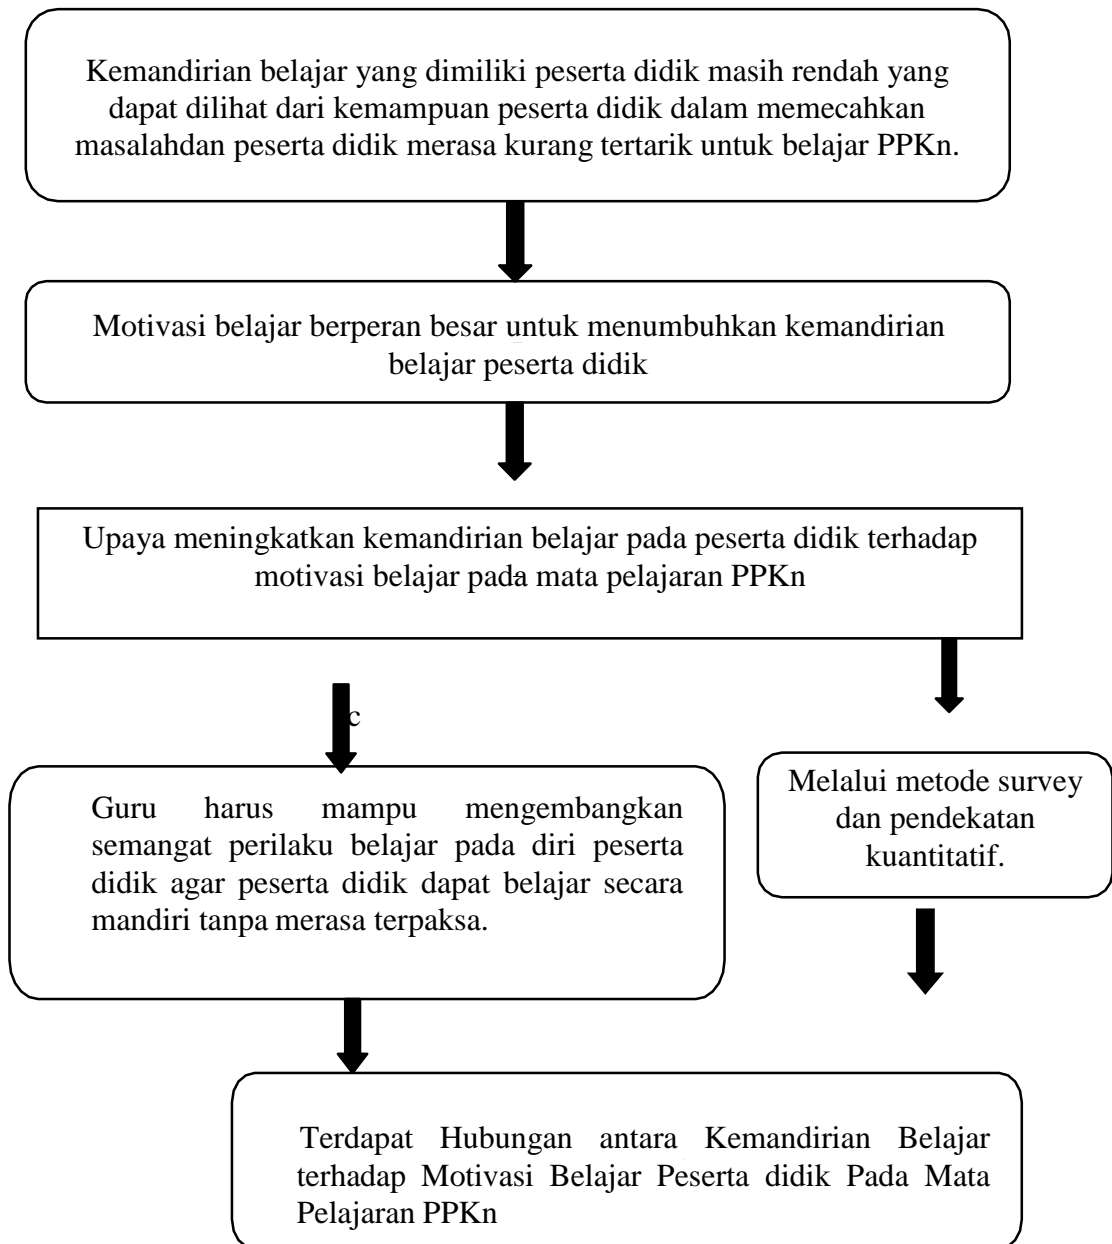 Kemandirian belajar yang dimiliki peserta didik masih rendah yang
dapat dilihat dari kemampuan peserta didik dalam memecahkan
masalahdan peserta didik merasa kurang tertarik untuk belajar PPKn.
Motivasi belajar berperan besar untuk menumbuhkan kemandirian
belajar peserta didik
Upaya meningkatkan kemandirian belajar pada peserta didik terhadap
motivasi belajar pada mata pelajaran PPKn
c
Guru harus mampu mengembangkan
semangat perilaku belajar pada diri peserta
didik agar peserta didik dapat belajar secara
mandiri tanpa merasa terpaksa.
Melalui metode survey
dan pendekatan
kuantitatif.
Terdapat Hubungan antara Kemandirian Belajar
terhadap Motivasi Belajar Peserta didik Pada Mata
Pelajaran PPKn